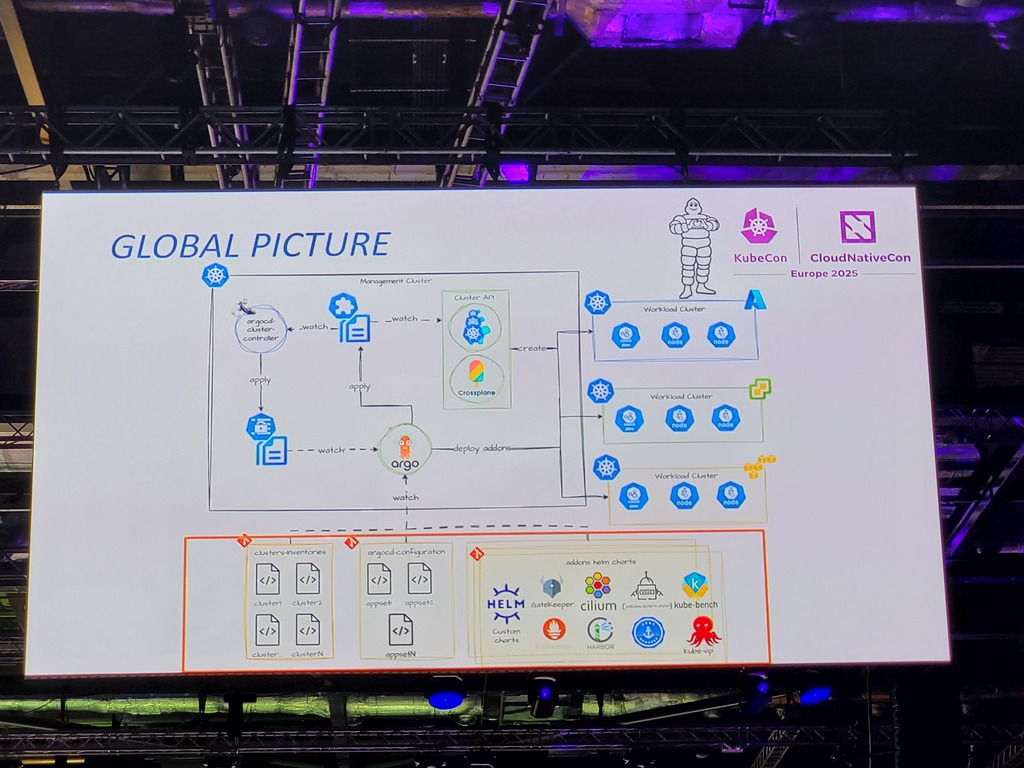 GLOBAL PICTURE
KubeCon
CloudNativeCon
Europe 2025
Management Cluster
argocd-
cluster-
controller
watch
watch
Cluster API
Crossplane
create
apply
apply
watch
argo
deploy addons
watch
Workload Cluster
node
node
Workload Cluster
node
node
Workload Cluster
node
node
clusters-inventories
cluster1
cluster2
cluster...
clusterN
argocd-configuration
appset1
appset2
appsetN
addons helm charts
HELM
Custom
charts
Gatekeeper
cilium
kube-bench
HARBOR
kube-vip